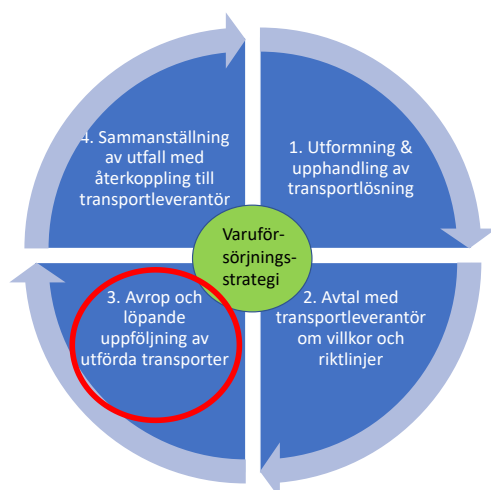 4. Sammanställning
av utfall med
återkoppling till
transportleverantör
1. Utformning &
upphandling av
transportlösning
Varuför-
sörjnings-
strategi
3. Avrop och
löpande
uppföljning av
utförda transporter
2. Avtal med
transportleverantör
om villkor och
riktlinjer